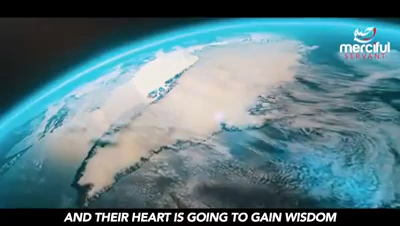 merciful
SERVANT
AND THEIR HEART IS GOING TO GAIN WISDOM